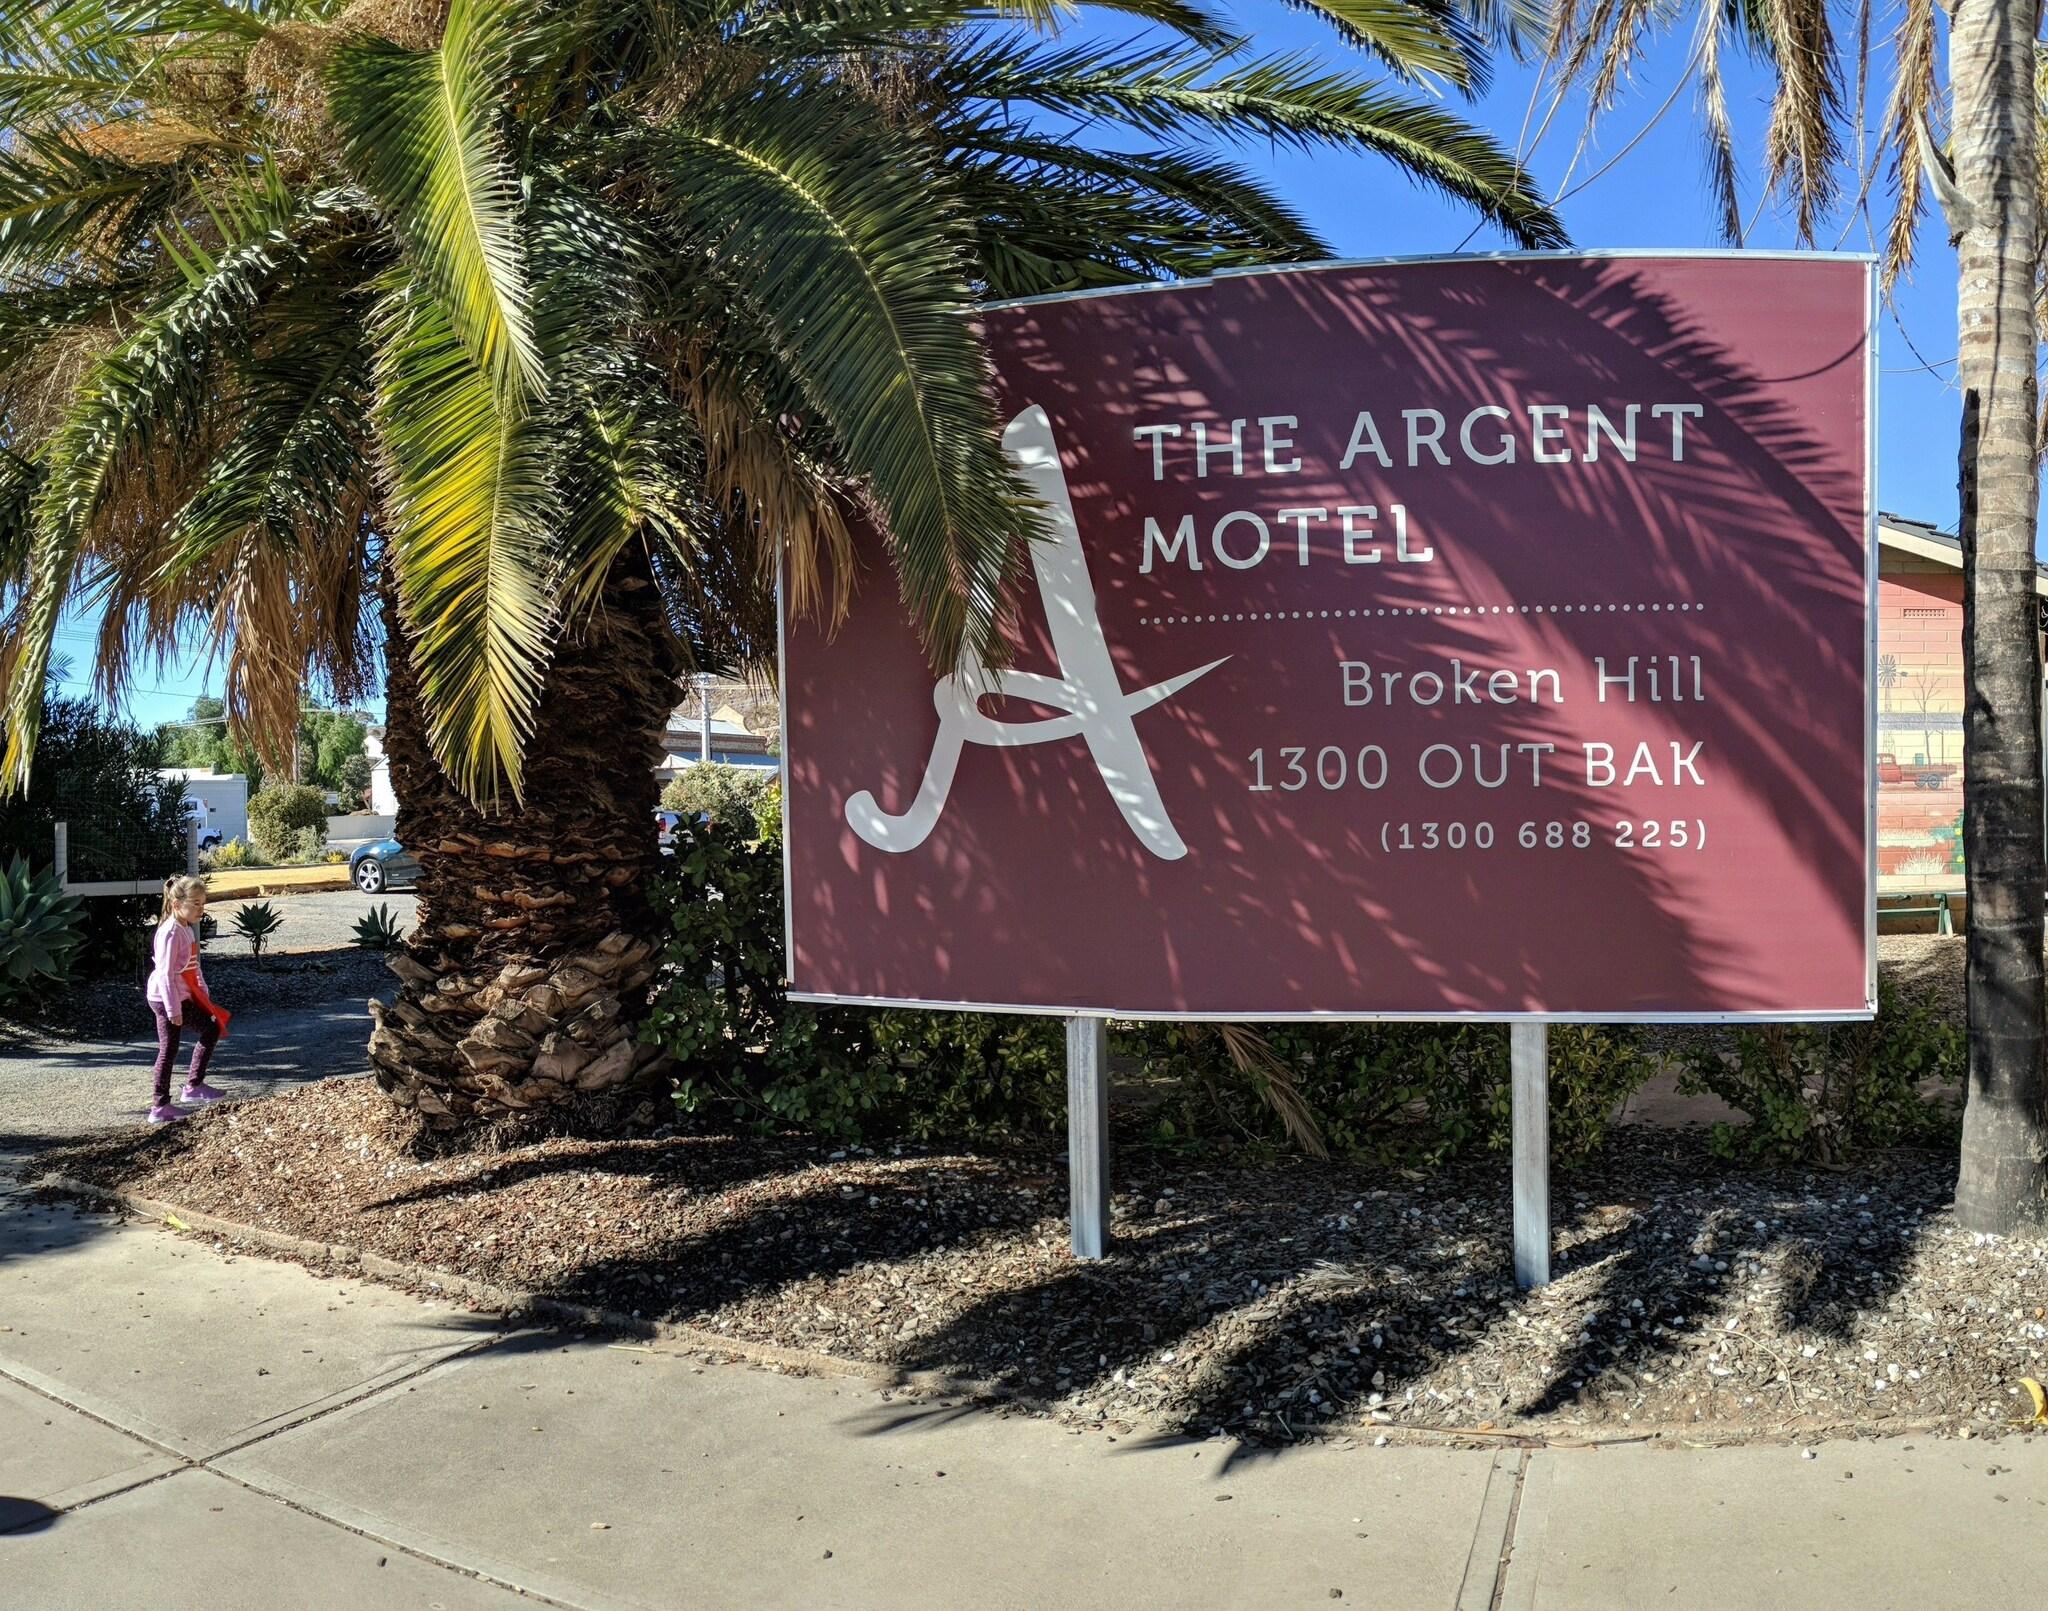 A
THE ARGENT
MOTEL
Broken Hill
1300 OUT BAK
(1300 688 225)